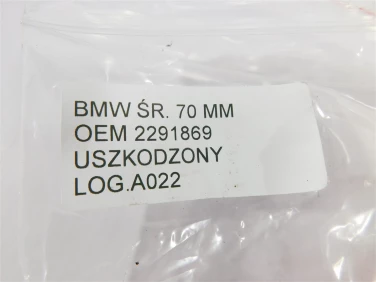 BMW ŚR. 70 MM
OEM 2291869
USZKODZONY
LOG.A022